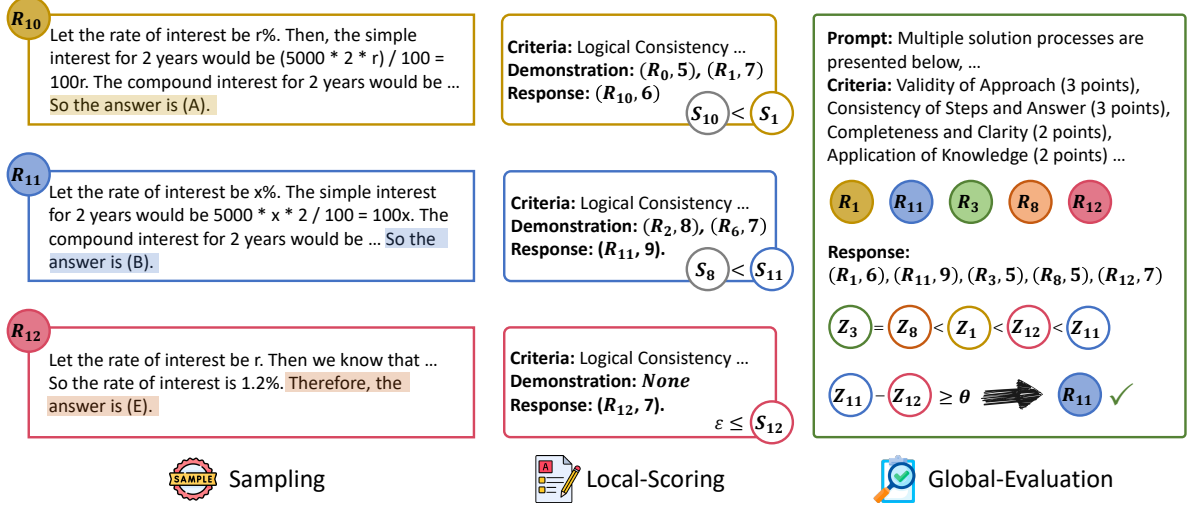 R10
Let the rate of interest be r%. Then, the simple
interest for 2 years would be (5000 * 2 * r) / 100 =
100r. The compound interest for 2 years would be ...
So the answer is (A).
Criteria: Logical Consistency ...
Demonstration: (R0, 5), (R1, 7)
Response: (R10, 6)
S10 < S1
R11
Let the rate of interest be x%. The simple interest
for 2 years would be 5000 * x * 2 / 100 = 100x. The
compound interest for 2 years would be ... So the
answer is (B).
Criteria: Logical Consistency ...
Demonstration: (R2, 8), (R6, 7)
Response: (R11, 9).
S8 < S11
R12
Let the rate of interest be r. Then we know that ...
So the rate of interest is 1.2%. Therefore, the
answer is (E).
Criteria: Logical Consistency ...
Demonstration: None
Response: (R12, 7).
ε ≤ S12
Prompt: Multiple solution processes are
presented below, ...
Criteria: Validity of Approach (3 points),
Consistency of Steps and Answer (3 points),
Completeness and Clarity (2 points),
Application of Knowledge (2 points) ...
R1 R11 R3 R8 R12
Response:
(R1, 6), (R11, 9), (R3, 5), (R8, 5), (R12, 7)
Z3 = Z8 < Z1 < Z12 < Z11
Z11 − Z12 ≥ θ R11 ✓
SAMPLE Sampling
A Local-Scoring
Global-Evaluation